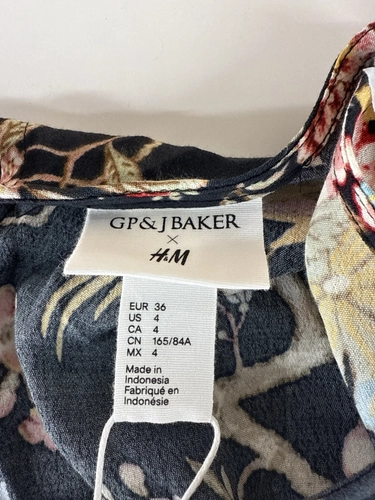 GP & J BAKER
×
H&M
EUR 36
US 4
CA 4
CN 165/84A
MX 4
Made in
Indonesia
Fabriqué en
Indonésie